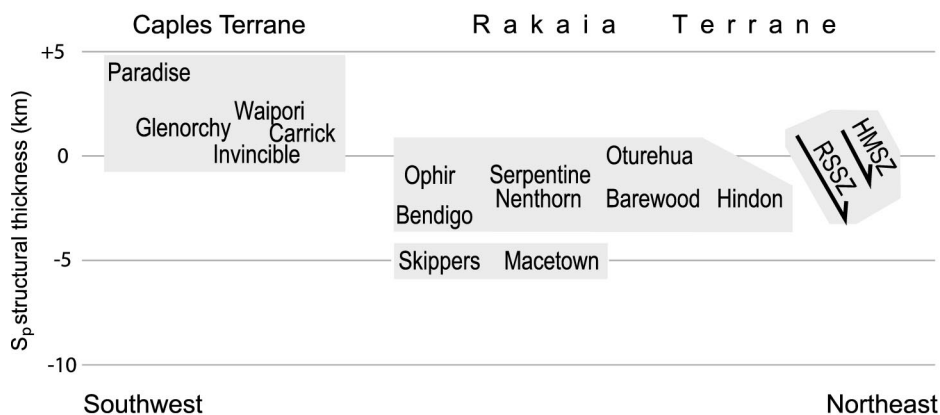 Caples Terrane
Rakaia Terrane
+5
Paradise
Waipori
Glenorchy
Carrick
Invincible
0
Oturehua
Ophir
Serpentine
Nenthorn
Barewood
Hindon
Bendigo
RSSZ
HMSZ
-5
Skippers
Macetown
-10
Sp structural thickness (km)
Southwest
Northeast